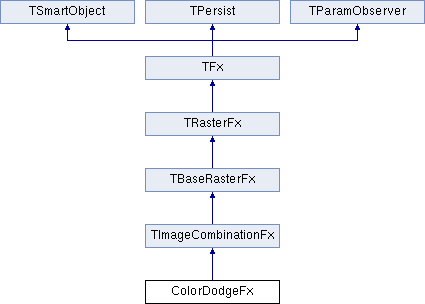 TSmartObject TPersist TParamObserver
TFx
TRasterFx
TBaseRasterFx
TImageCombinationFx
ColorDodgeFx